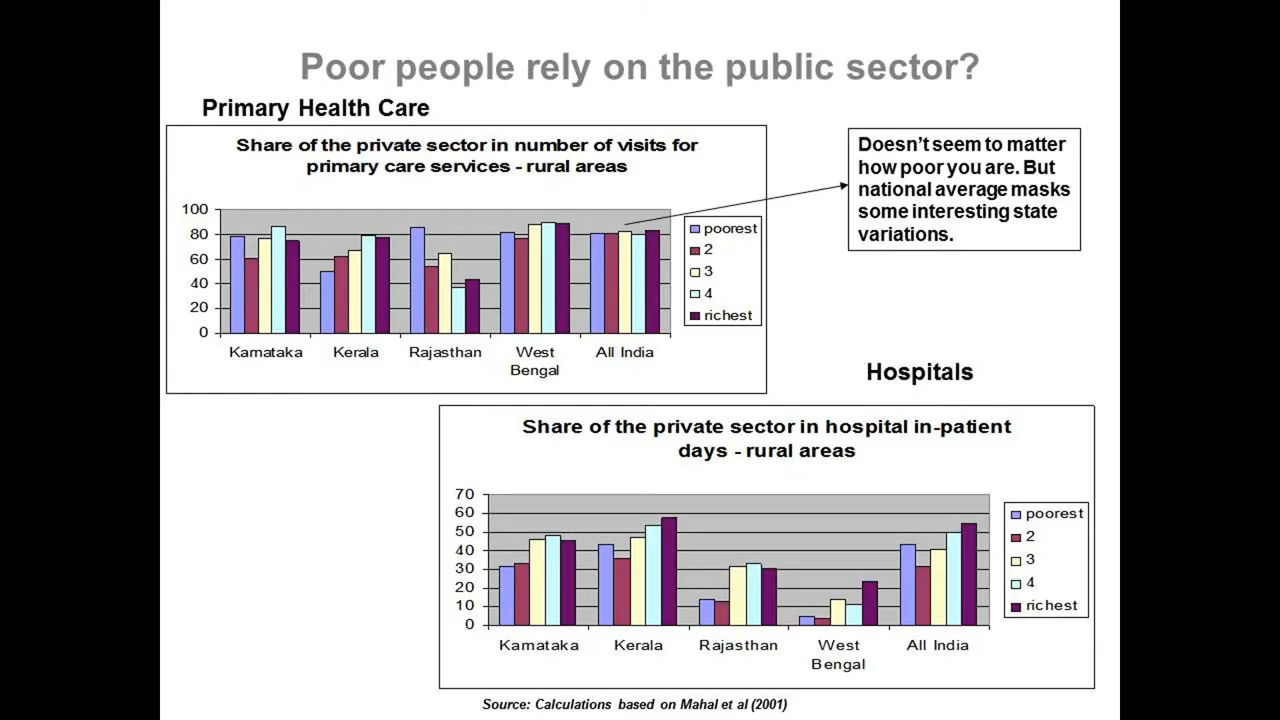 Poor people rely on the public sector?
Primary Health Care
Share of the private sector in number of visits for
primary care services - rural areas
100
80
60
40
20
0
Karnataka Kerala Rajasthan West All India
Bengal
poorest
2
3
4
richest
Doesn't seem to matter
how poor you are. But
national average masks
some interesting state
variations.
Hospitals
Share of the private sector in hospital in-patient
days - rural areas
70
60
50
40
30
20
10
0
Karnataka Kerala Rajasthan West All India
Bengal
poorest
2
3
4
richest
Source: Calculations based on Mahal et al (2001)